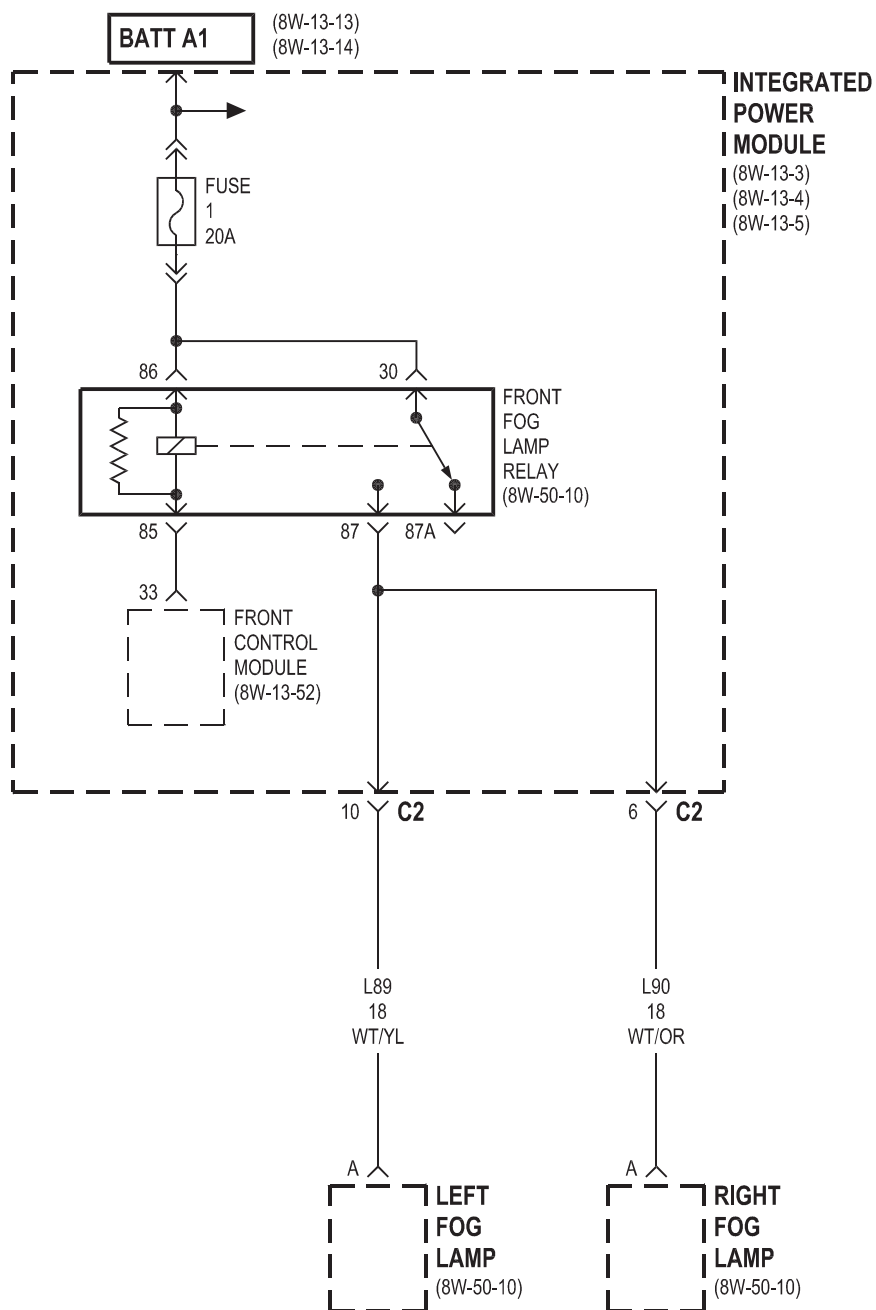 BATT A1
(8W-13-13)
(8W-13-14)
INTEGRATED
POWER
MODULE
(8W-13-3)
(8W-13-4)
(8W-13-5)
FUSE
1
20A
86
30
FRONT
FOG
LAMP
RELAY
(8W-50-10)
85
87
87A
33
FRONT
CONTROL
MODULE
(8W-13-52)
10 C2
6 C2
L89
18
WT/YL
L90
18
WT/OR
A
LEFT
FOG
LAMP
(8W-50-10)
A
RIGHT
FOG
LAMP
(8W-50-10)